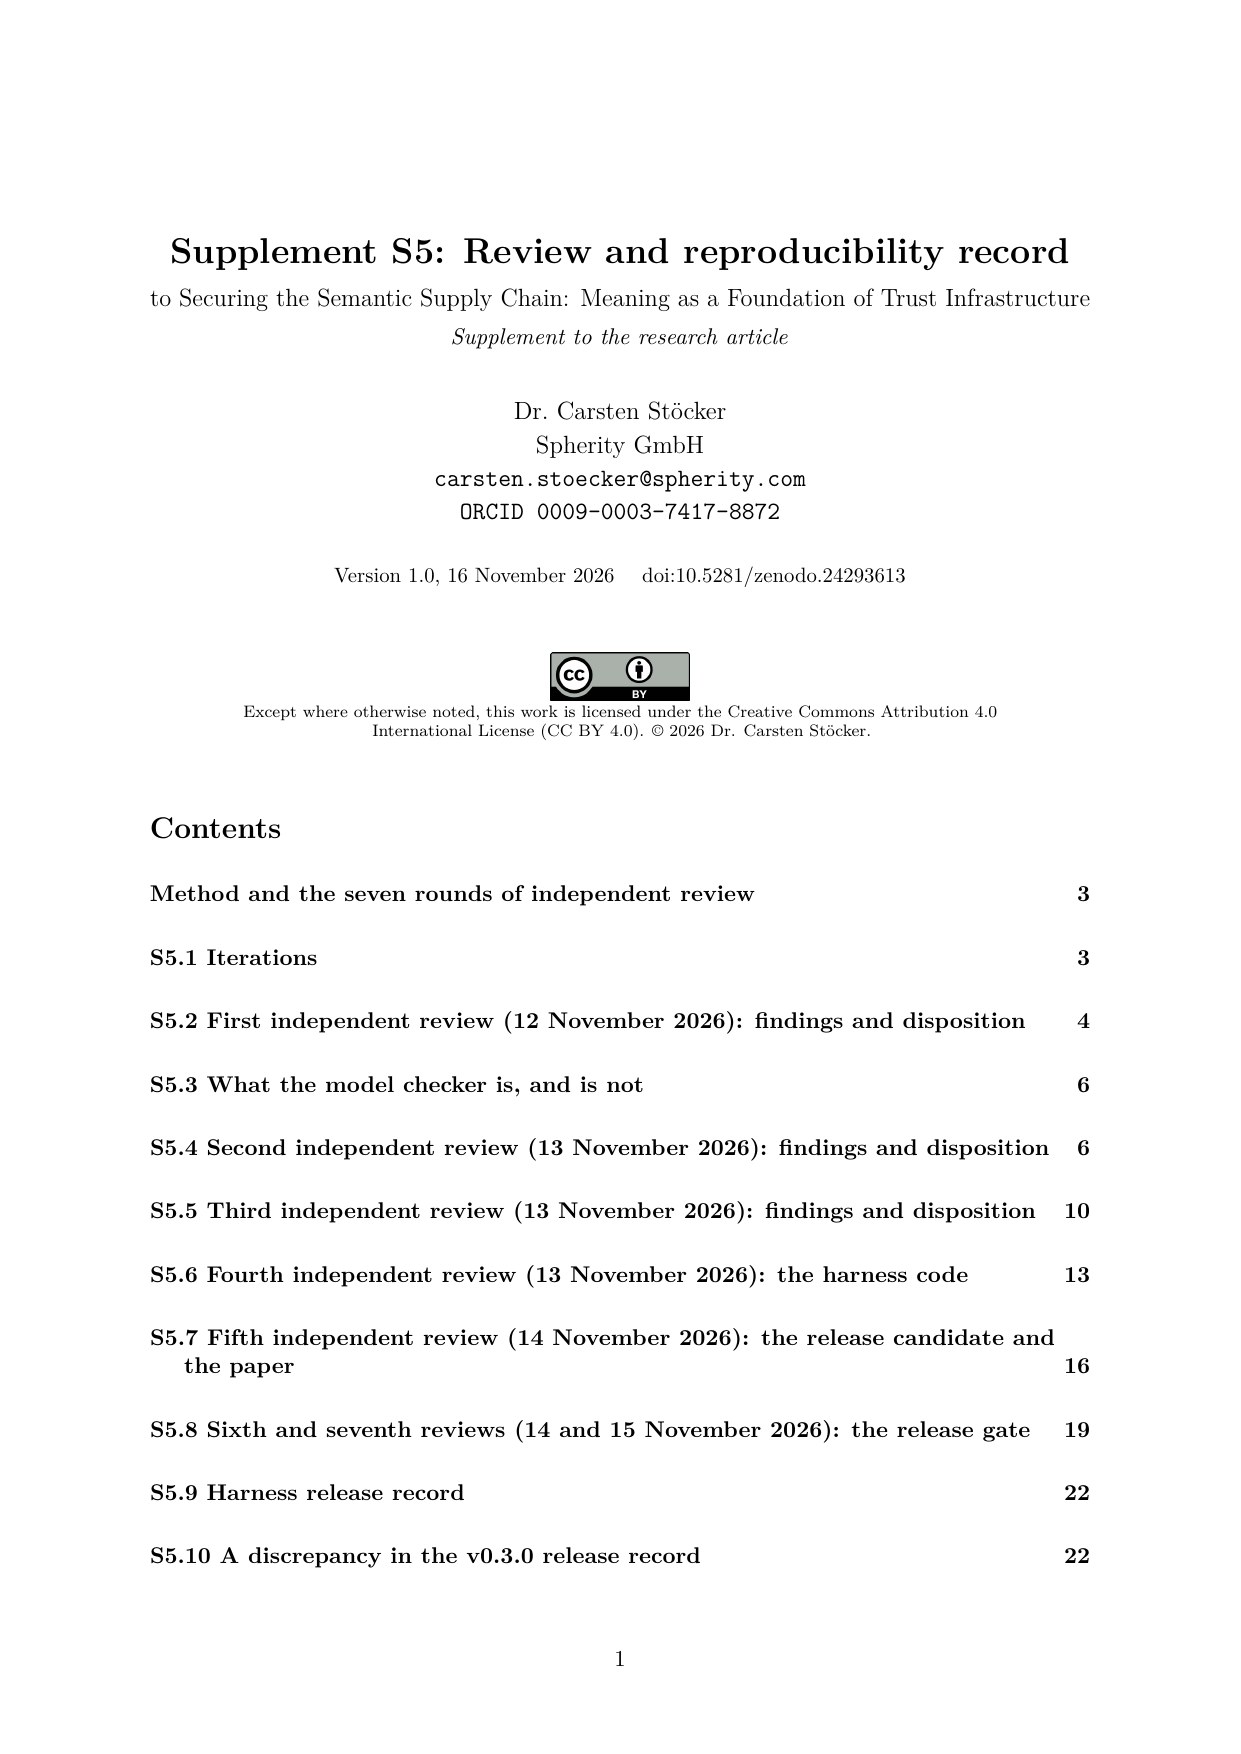 Supplement S5: Review and reproducibility record
to Securing the Semantic Supply Chain: Meaning as a Foundation of Trust Infrastructure
Supplement to the research article
Dr. Carsten Stöcker
Spherity GmbH
carsten.stoecker@spherity.com
ORCID 0009-0003-7417-8872
Version 1.0, 16 November 2026 doi:10.5281/zenodo.24293613
cc BY
Except where otherwise noted, this work is licensed under the Creative Commons Attribution 4.0
International License (CC BY 4.0). © 2026 Dr. Carsten Stöcker.
Contents
Method and the seven rounds of independent review 3
S5.1 Iterations 3
S5.2 First independent review (12 November 2026): findings and disposition 4
S5.3 What the model checker is, and is not 6
S5.4 Second independent review (13 November 2026): findings and disposition 6
S5.5 Third independent review (13 November 2026): findings and disposition 10
S5.6 Fourth independent review (13 November 2026): the harness code 13
S5.7 Fifth independent review (14 November 2026): the release candidate and
the paper 16
S5.8 Sixth and seventh reviews (14 and 15 November 2026): the release gate 19
S5.9 Harness release record 22
S5.10 A discrepancy in the v0.3.0 release record 22
1